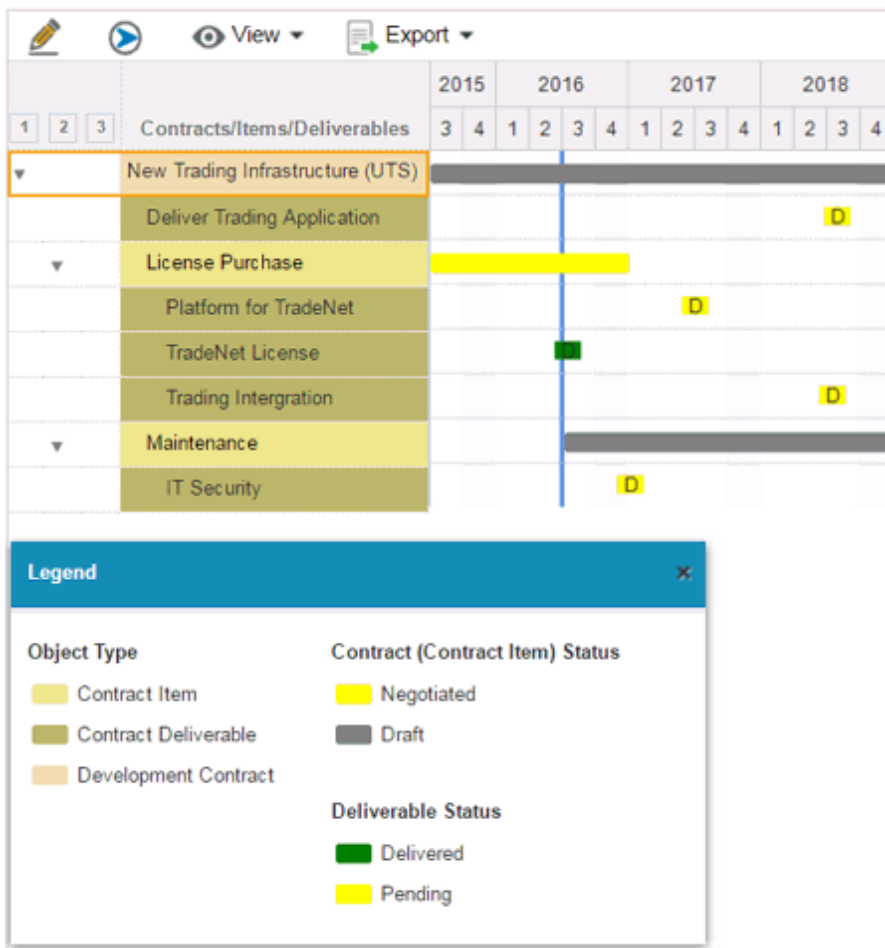 View Export
2015 2016 2017 2018
1 2 3 Contracts/Items/Deliverables 3 4 1 2 3 4 1 2 3 4 1 2 3 4
New Trading Infrastructure (UTS)
Deliver Trading Application D
License Purchase
Platform for TradeNet D
TradeNet License D
Trading Intergration D
Maintenance
IT Security D
Legend
Object Type Contract (Contract Item) Status
Contract Item Negotiated
Contract Deliverable Draft
Development Contract
Deliverable Status
Delivered
Pending